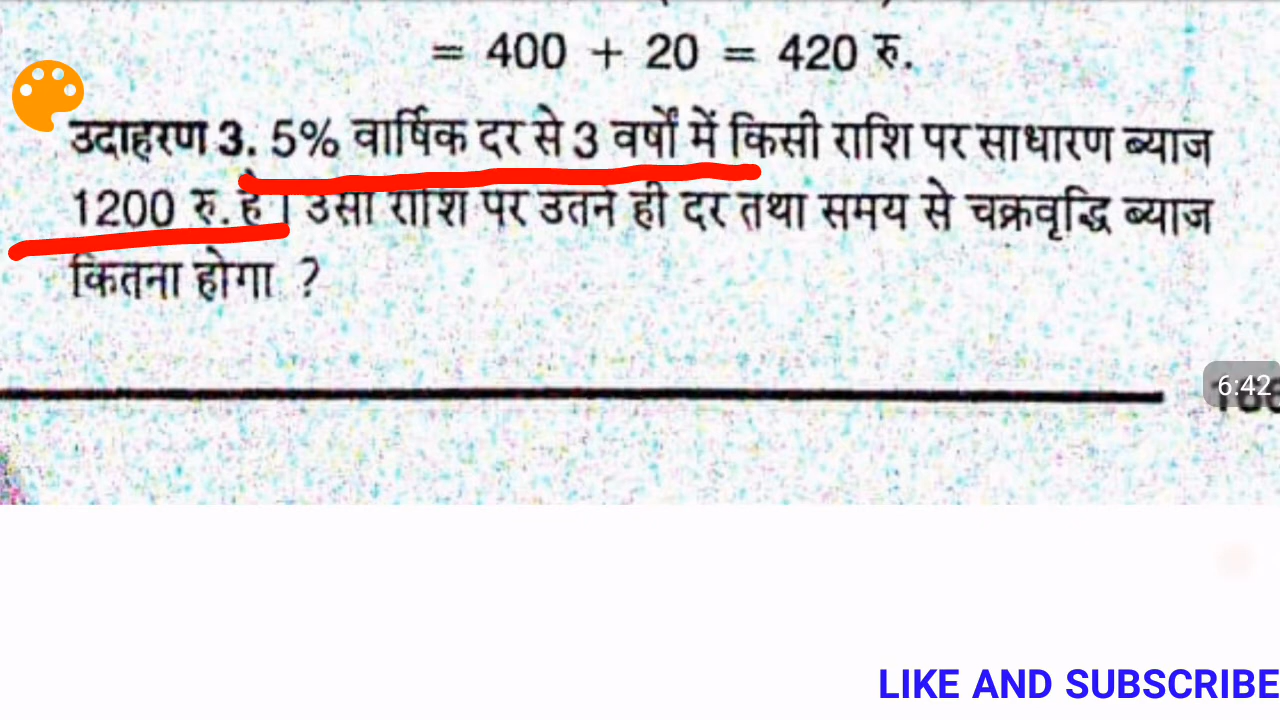 = 400 + 20 = 420 रु.
उदाहरण 3. 5% वार्षिक दर से 3 वर्षों में किसी राशि पर साधारण ब्याज
1200 रु. है। उसी राशि पर उतने ही दर तथा समय से चक्रवृद्धि ब्याज
कितना होगा ?
6:42
LIKE AND SUBSCRIBE